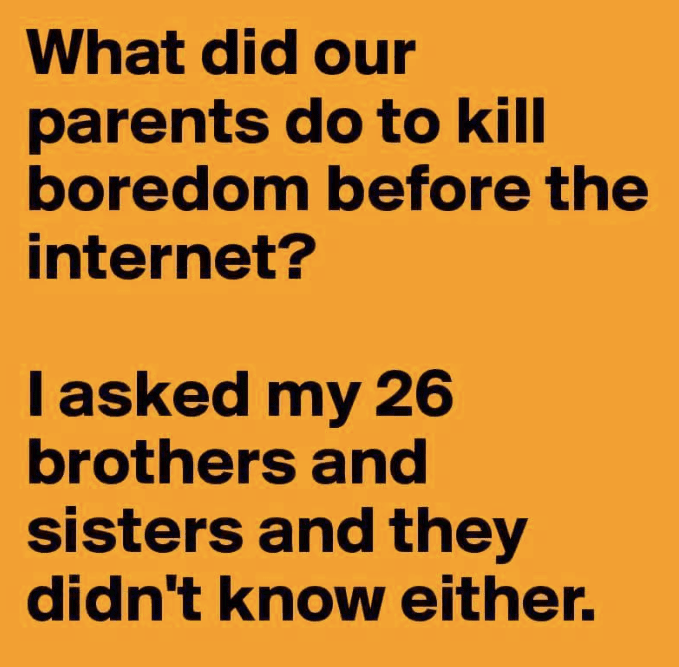 What did our
parents do to kill
boredom before the
internet?
I asked my 26
brothers and
sisters and they
didn't know either.